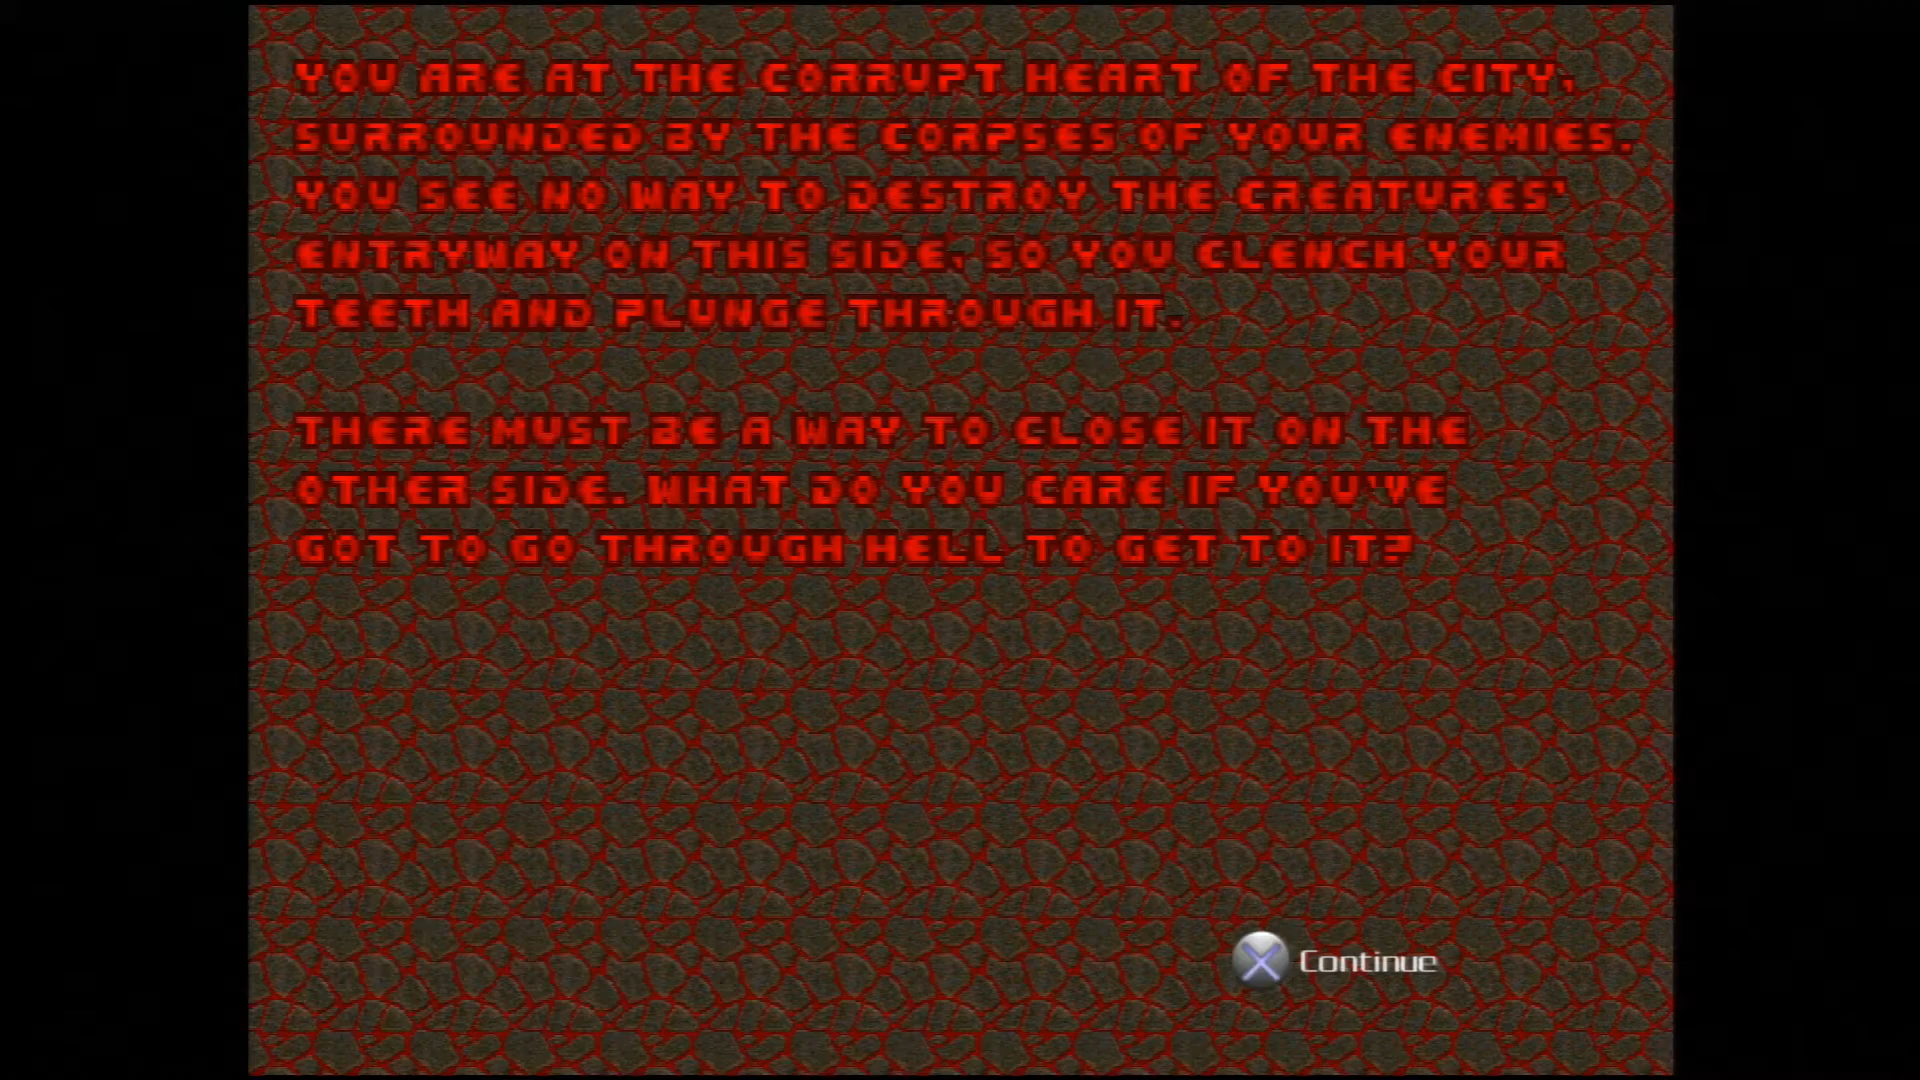 YOU ARE AT THE CORRUPT HEART OF THE CITY,
SURROUNDED BY THE CORPSES OF YOUR ENEMIES.
YOU SEE NO WAY TO DESTROY THE CREATURES'
ENTRYWAY ON THIS SIDE, SO YOU CLENCH YOUR
TEETH AND PLUNGE THROUGH IT.
THERE MUST BE A WAY TO CLOSE IT ON THE
OTHER SIDE. WHAT DO YOU CARE IF YOU'VE
GOT TO GO THROUGH HELL TO GET TO IT?
Continue